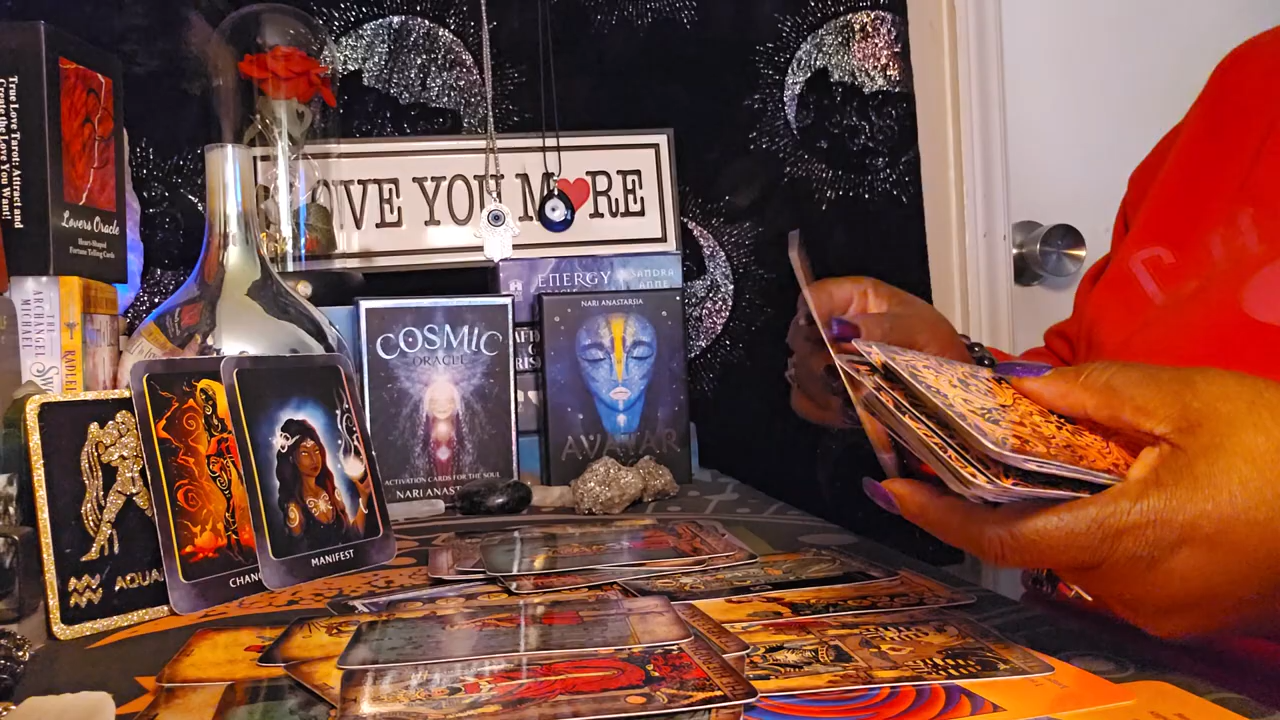 True Love Tarot: Attract and
Create the Love You Want!
Lovers Oracle
Heart-Shaped
Fortune Telling Cards
THE
ARCHANGEL
MICHAEL
LOVE YOU MORE
ENERGY
SANDRA
ANNE
COSMIC
ORACLE
ACTIVATION CARDS FOR THE SOUL
NARI
NARI ANASTARSIA
AVATAR
AQUA
CHAN
MANIFEST